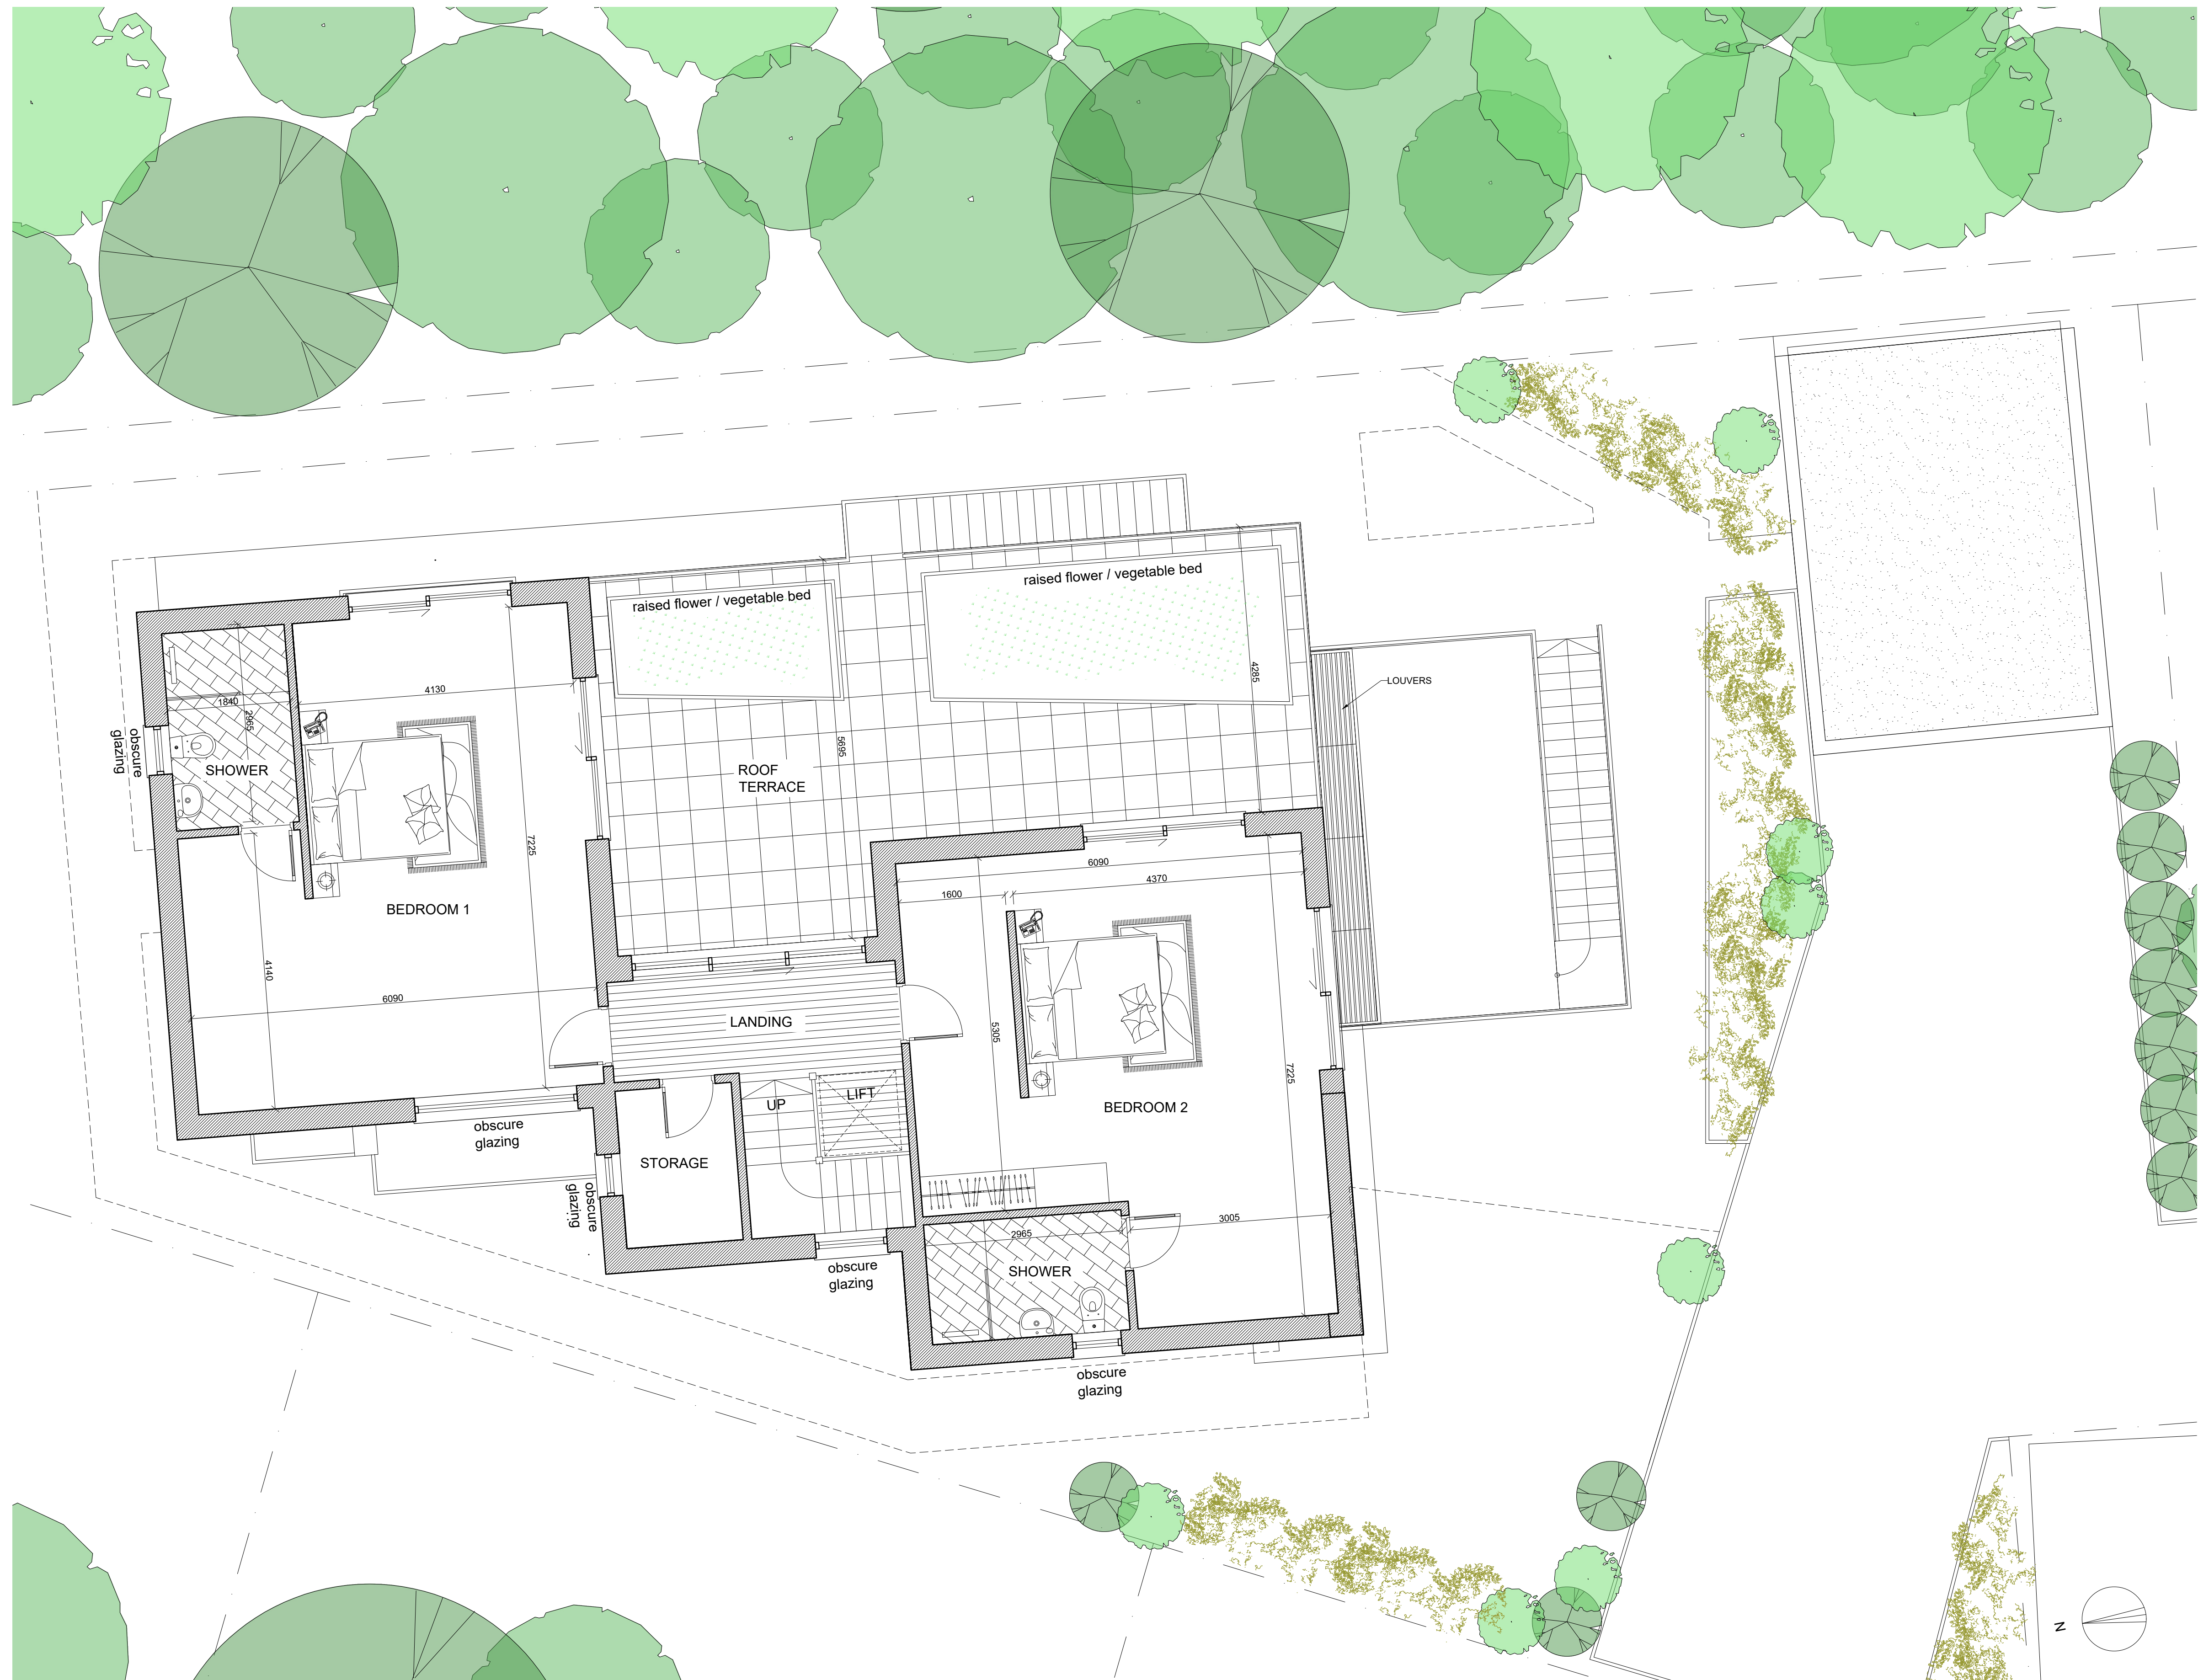 raised flower / vegetable bed
raised flower / vegetable bed
4285
LOUVERS
4130
1840
2965
obscure
glazing
SHOWER
5695
ROOF
TERRACE
7225
6090
1600
4370
BEDROOM 1
4140
6090
LANDING
5305
7225
UP
LIFT
BEDROOM 2
obscure
glazing
STORAGE
obscure
glazing
2965
3005
SHOWER
obscure
glazing
obscure
glazing
N